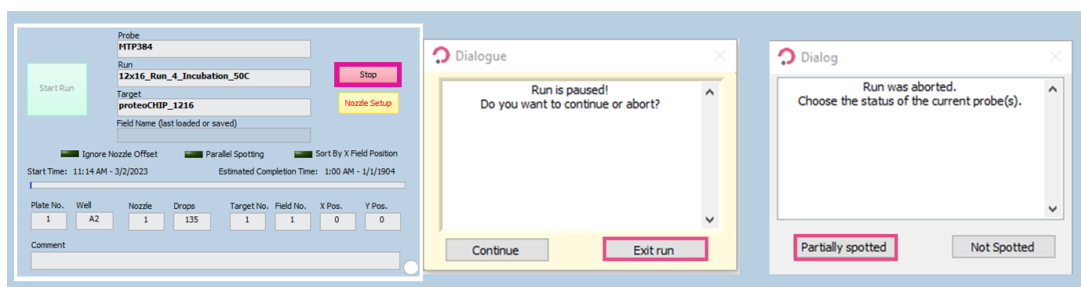 Probe
MTP384
Run
12x16_Run_4_Incubation_50C
Start Run
Stop
Target
proteoCHIP_1216
Nozzle Setup
Field Name (last loaded or saved)
Ignore Nozzle Offset Parallel Spotting Sort By X Field Position
Start Time: 11:14 AM - 3/2/2023 Estimated Completion Time: 1:00 AM - 1/1/1904
Plate No. Well Nozzle Drops Target No. Field No. X Pos. Y Pos.
1 A2 1 135 1 1 0 0
Comment
Dialogue
Run is paused!
Do you want to continue or abort?
Continue Exit run
Dialog
Run was aborted.
Choose the status of the current probe(s).
Partially spotted Not Spotted